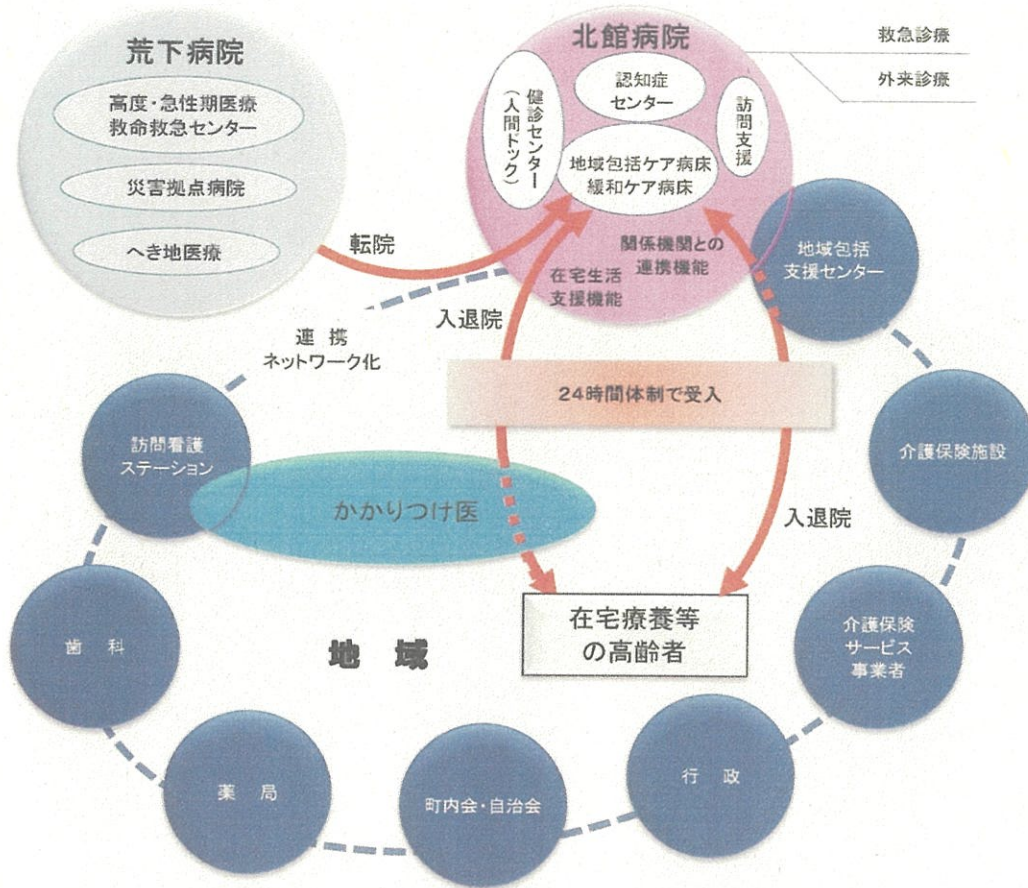 荒下病院
高度・急性期医療
救命救急センター
災害拠点病院
へき地医療
北館病院
健診センター
(人間ドック)
認知症
センター
訪問支援
地域包括ケア病床
緩和ケア病床
関係機関との
連携機能
在宅生活
支援機能
救急診療
外来診療
転院
入退院
連 携
ネットワーク化
地域包括
支援センター
24時間体制で受入
訪問看護
ステーション
介護保険施設
かかりつけ医
入退院
在宅療養等
の高齢者
介護保険
サービス
事業者
歯 科
地 域
薬 局
町内会・自治会
行 政